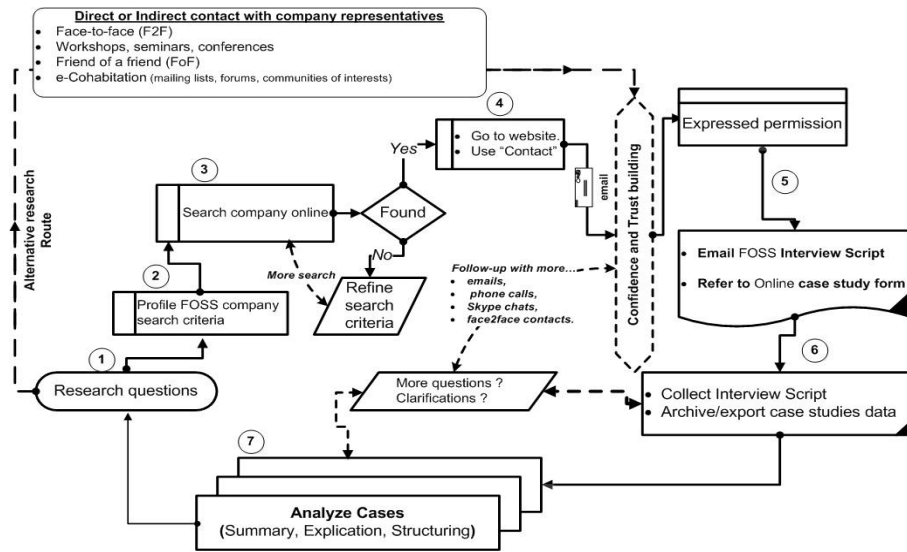 Direct or Indirect contact with company representatives
• Face-to-face (F2F)
• Workshops, seminars, conferences
• Friend of a friend (FoF)
• e-Cohabitation (mailing lists, forums, communities of interests)
Alternative research
Route
4
• Go to website.
• Use “Contact”
email
Confidence and Trust building
Expressed permission
5
Yes
3
Search company online
Found
No
More search
Refine
search
criteria
2
Profile FOSS company
search criteria
Follow-up with more…
• emails,
• phone calls,
• Skype chats,
• face2face contacts.
• Email FOSS Interview Script
• Refer to Online case study form
6
1
Research questions
More questions ?
Clarifications ?
• Collect Interview Script
• Archive/export case studies data
7
Analyze Cases
(Summary, Explication, Structuring)